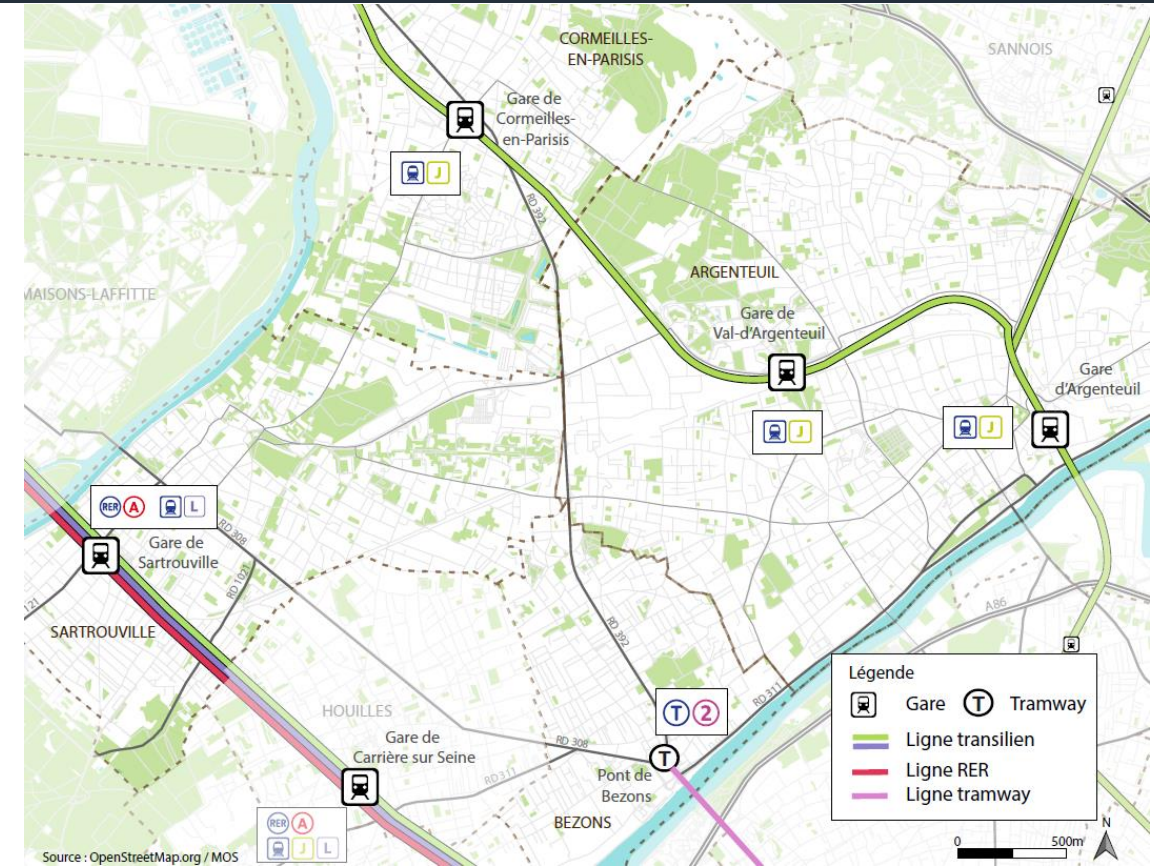 CORMEILLES-
EN-PARISIS
SANNOIS
Gare de
Cormeilles-
en-Parisis
J
RD 392
ARGENTEUIL
MAISONS-LAFFITTE
Gare de
Val-d'Argenteuil
Gare
d'Argenteuil
J
J
RER A L
RD 308
Gare de
Sartrouville
RD 1021
121
SARTROUVILLE
A86
RD 392
HOUILLES
T 2
RD 311
Gare de
Carrière sur Seine
RD 308
RD 311
T
Pont de
Bezons
BEZONS
RER A
J L
Légende
Gare T Tramway
Ligne transilien
Ligne RER
Ligne tramway
N
0 500m
Source : OpenStreetMap.org / MOS